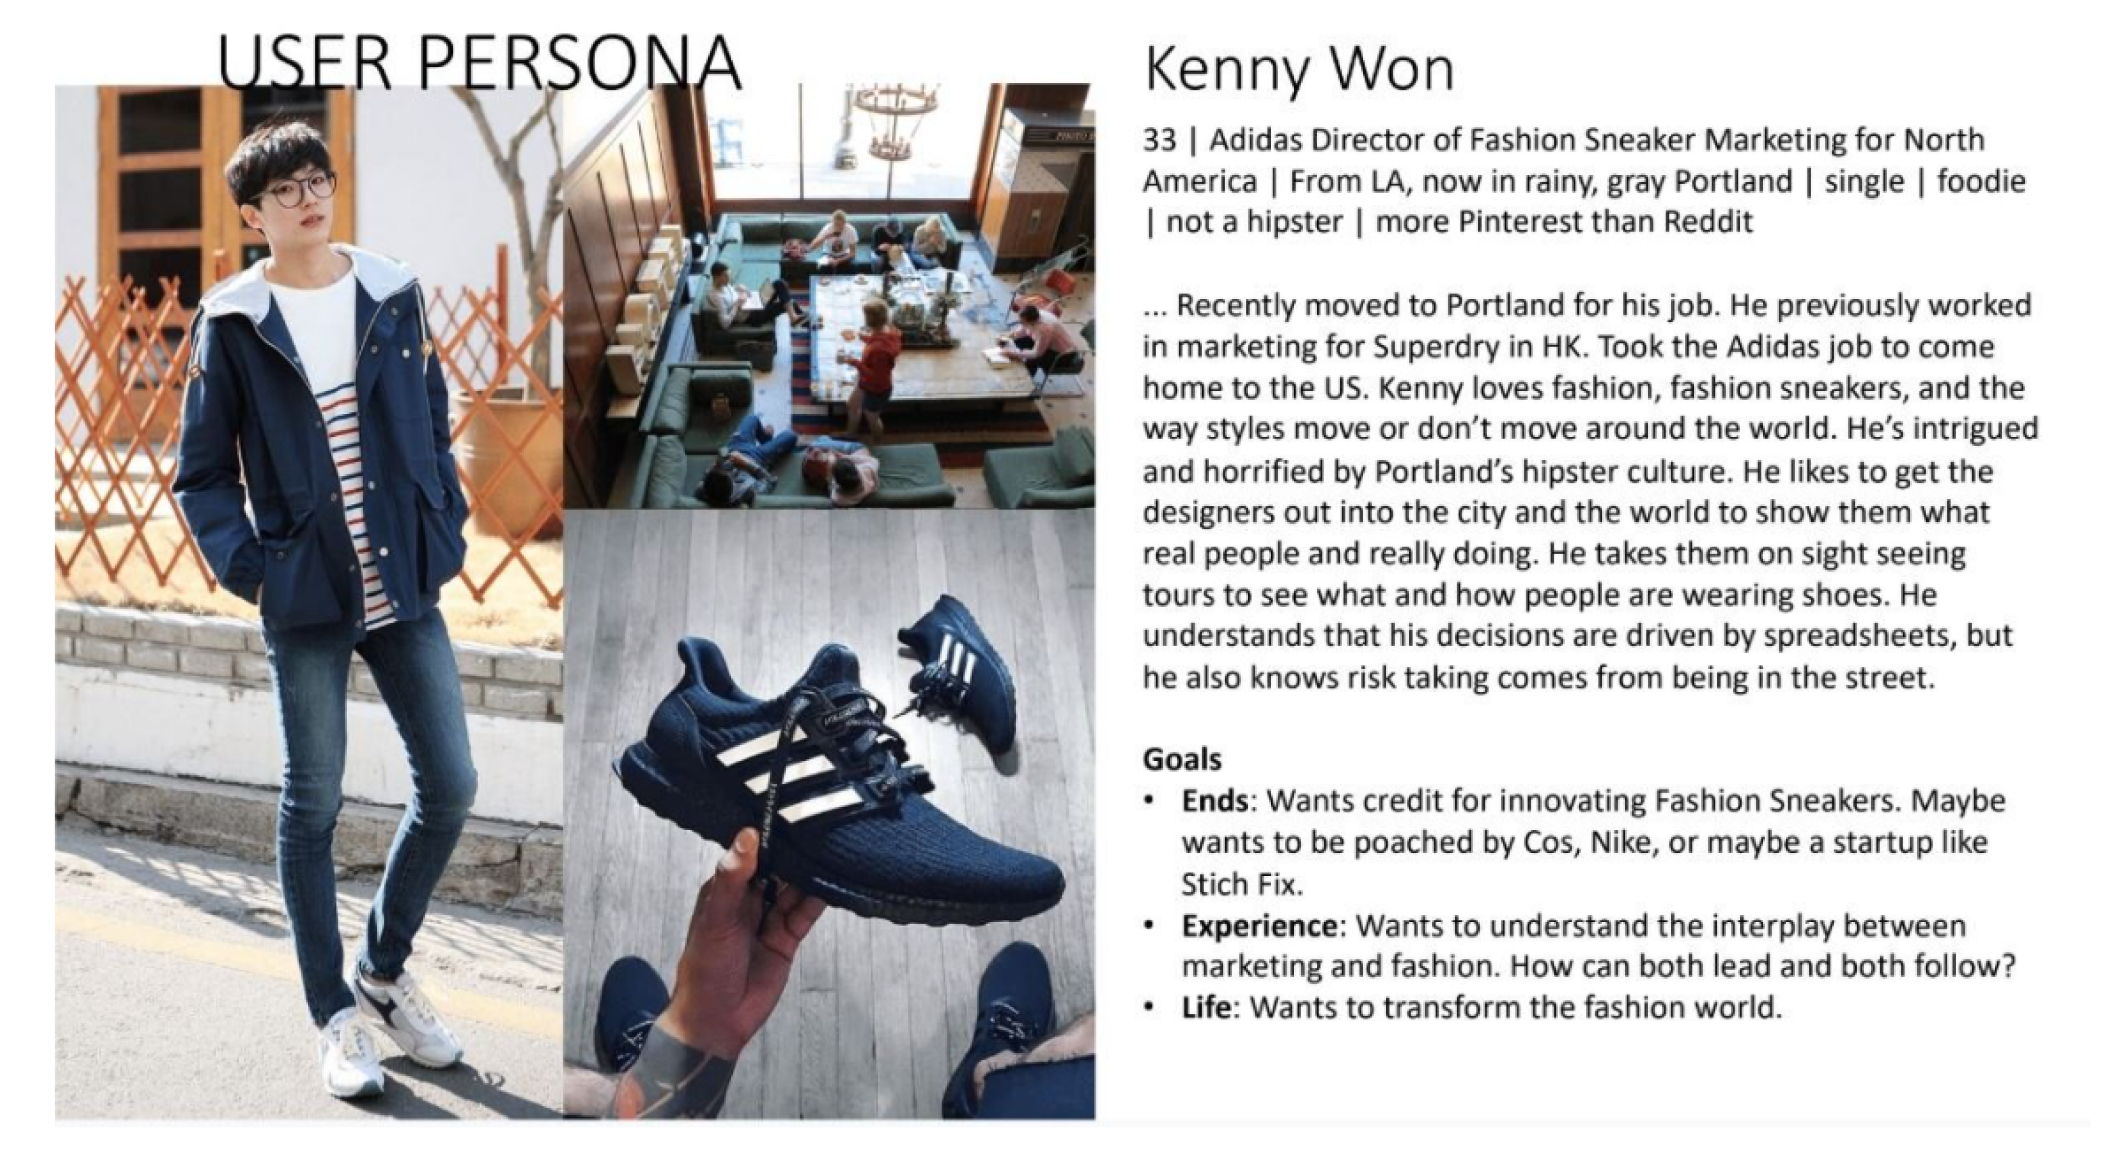 USER PERSONA
Kenny Won
33 | Adidas Director of Fashion Sneaker Marketing for North
America | From LA, now in rainy, gray Portland | single | foodie
| not a hipster | more Pinterest than Reddit
... Recently moved to Portland for his job. He previously worked
in marketing for Superdry in HK. Took the Adidas job to come
home to the US. Kenny loves fashion, fashion sneakers, and the
way styles move or don’t move around the world. He’s intrigued
and horrified by Portland’s hipster culture. He likes to get the
designers out into the city and the world to show them what
real people and really doing. He takes them on sight seeing
tours to see what and how people are wearing shoes. He
understands that his decisions are driven by spreadsheets, but
he also knows risk taking comes from being in the street.
Goals
• Ends: Wants credit for innovating Fashion Sneakers. Maybe
wants to be poached by Cos, Nike, or maybe a startup like
Stich Fix.
• Experience: Wants to understand the interplay between
marketing and fashion. How can both lead and both follow?
• Life: Wants to transform the fashion world.